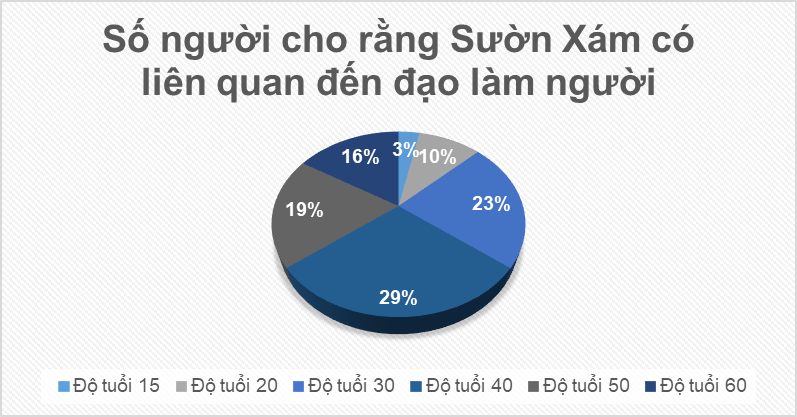 Số người cho rằng Sườn Xám có
liên quan đến đạo làm người
3%
10%
16%
23%
19%
29%
Độ tuổi 15 Độ tuổi 20 Độ tuổi 30 Độ tuổi 40 Độ tuổi 50 Độ tuổi 60